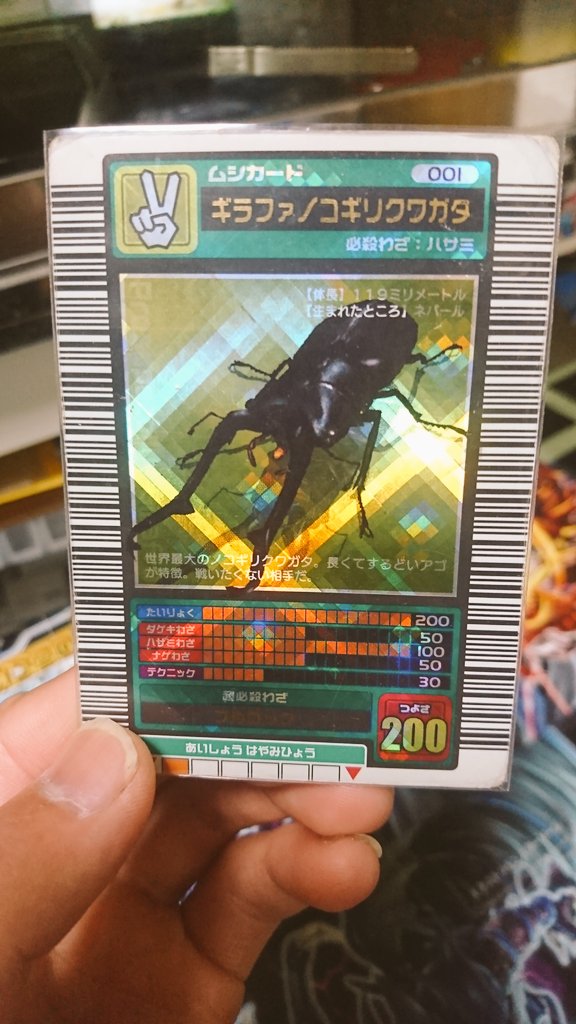 ムシカード 001
ギラファノコギリクワガタ
必殺わざ：ハサミ
【体長】119ミリメートル
【生まれたところ】ネパール
世界最大のノコギリクワガタ。長くてするどいアゴ
が特徴。戦いたくない相手だ。
たいりょく 200
ダゲキわざ 50
ハサミわざ 100
ナゲわざ 50
テクニック 30
超必殺わざ
つよさ
200
あいしょう はやみひょう